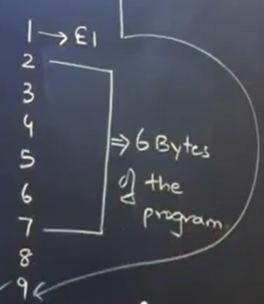 1 → E1
2
3
4
5 ⇒ 6 Bytes
6 of the
7 program.
8
9